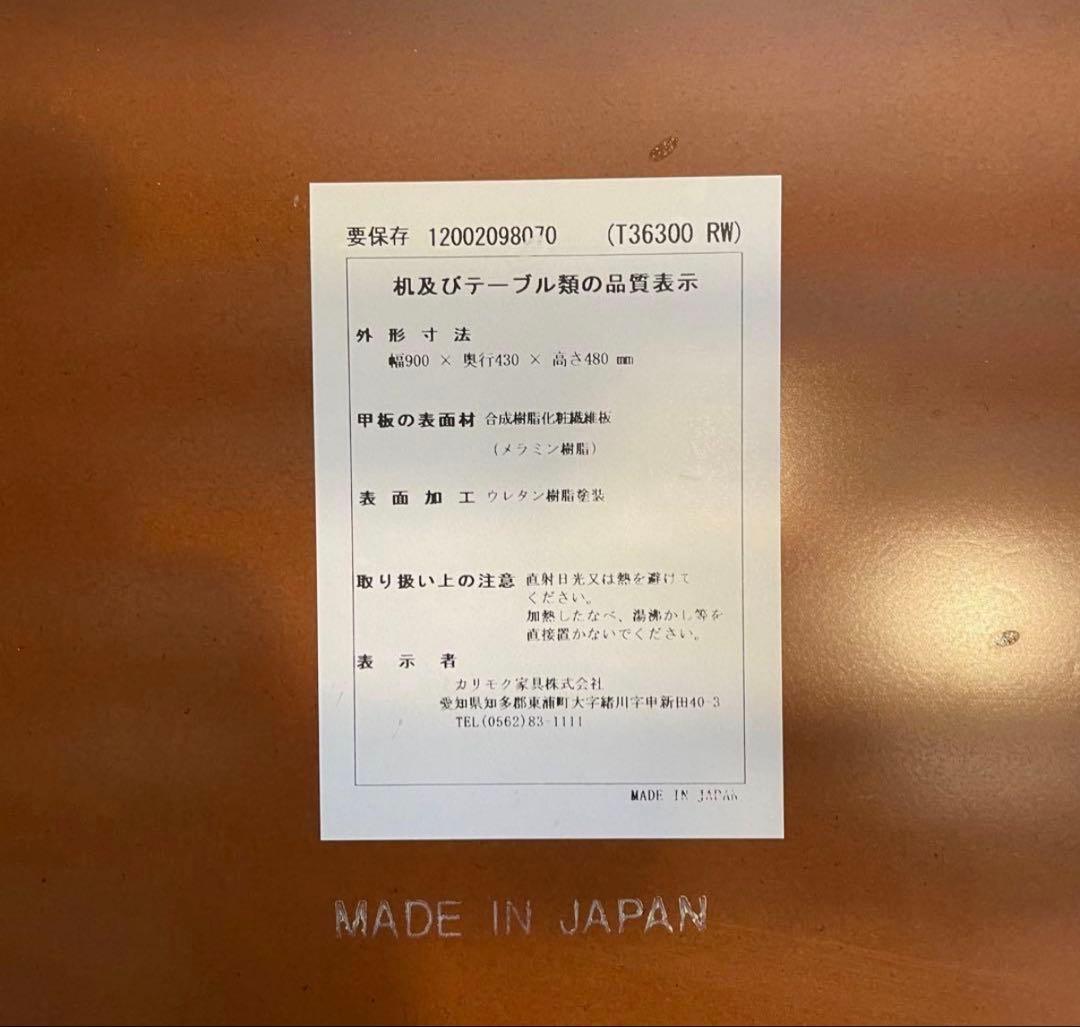 要保存 12002098070 (T36300 RW)
机及びテーブル類の品質表示
外形寸法
幅900 × 奥行430 × 高さ480 mm
甲板の表面材 合成樹脂化粧繊維板
(メラミン樹脂)
表面加工 ウレタン樹脂塗装
取り扱い上の注意 直射日光又は熱を避けて
ください。
加熱したなべ、湯沸かし等を
直接置かないでください。
表示者
カリモク家具株式会社
愛知県知多郡東浦町大字緒川字申新田40-3
TEL(0562)83-1111
MADE IN JAPAN
MADE IN JAPAN